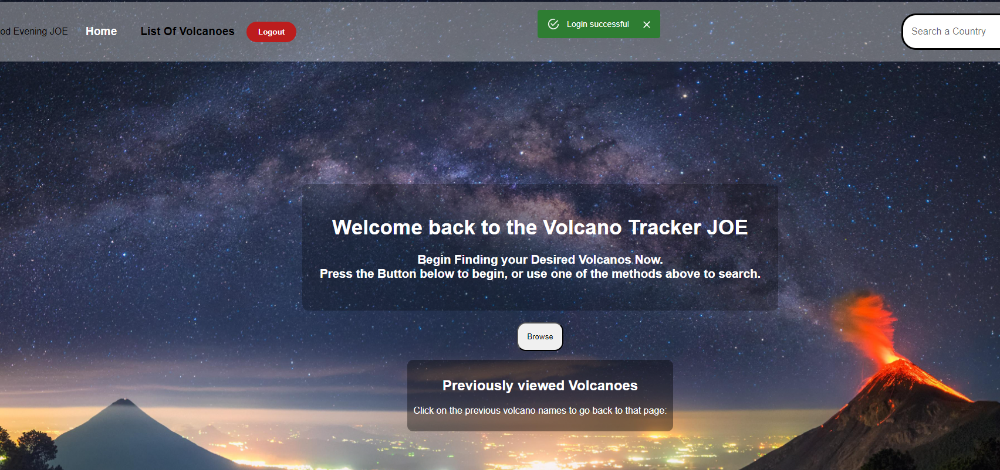 od Evening JOE
Home
List Of Volcanoes
Logout
Login successful
Search a Country
Welcome back to the Volcano Tracker JOE
Begin Finding your Desired Volcanos Now.
Press the Button below to begin, or use one of the methods above to search.
Browse
Previously viewed Volcanoes
Click on the previous volcano names to go back to that page: